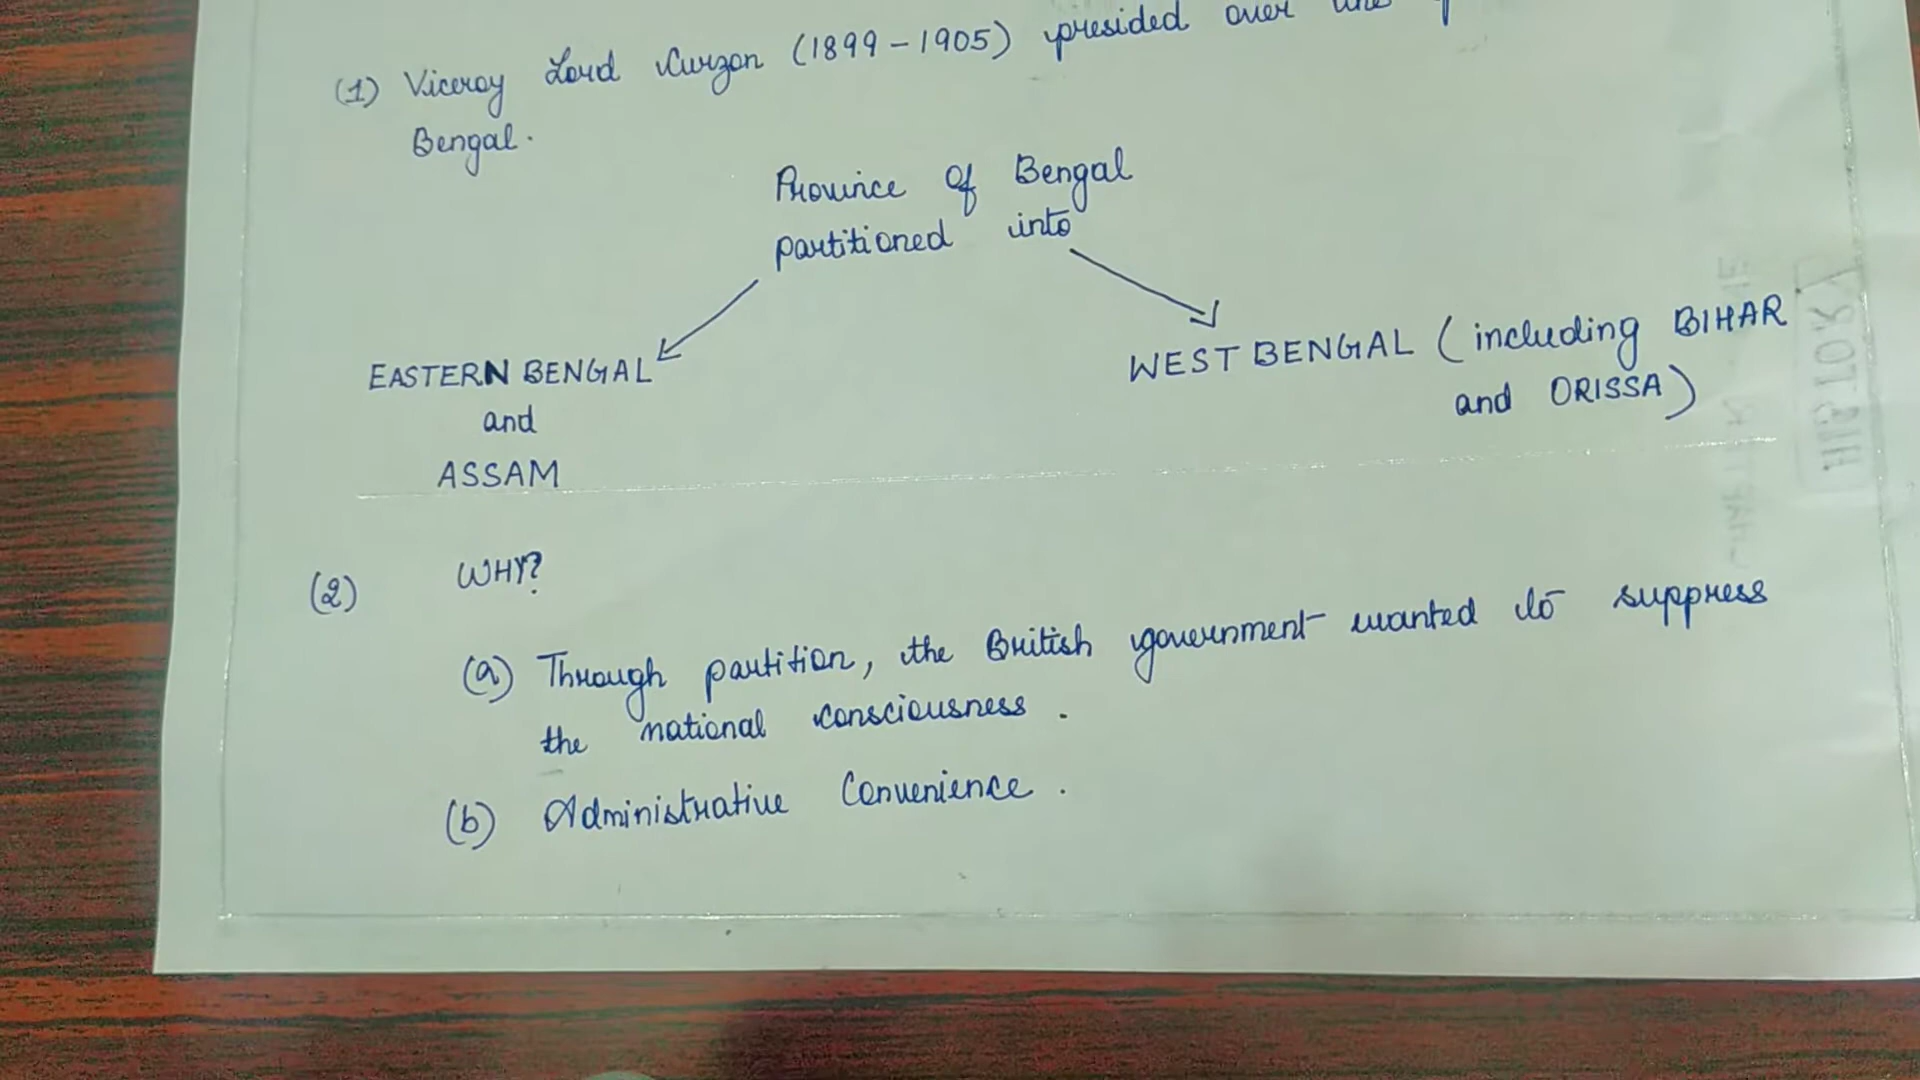 (1) Viceroy Lord Curzon (1899 - 1905) presided over the
Bengal.
Province of Bengal
partitioned into
EASTERN BENGAL
and
ASSAM
WEST BENGAL (including BIHAR
and ORISSA)
(2) WHY?
(a) Through partition, the British government wanted to suppress
the national consciousness.
(b) Administrative Convenience.
HISTORY